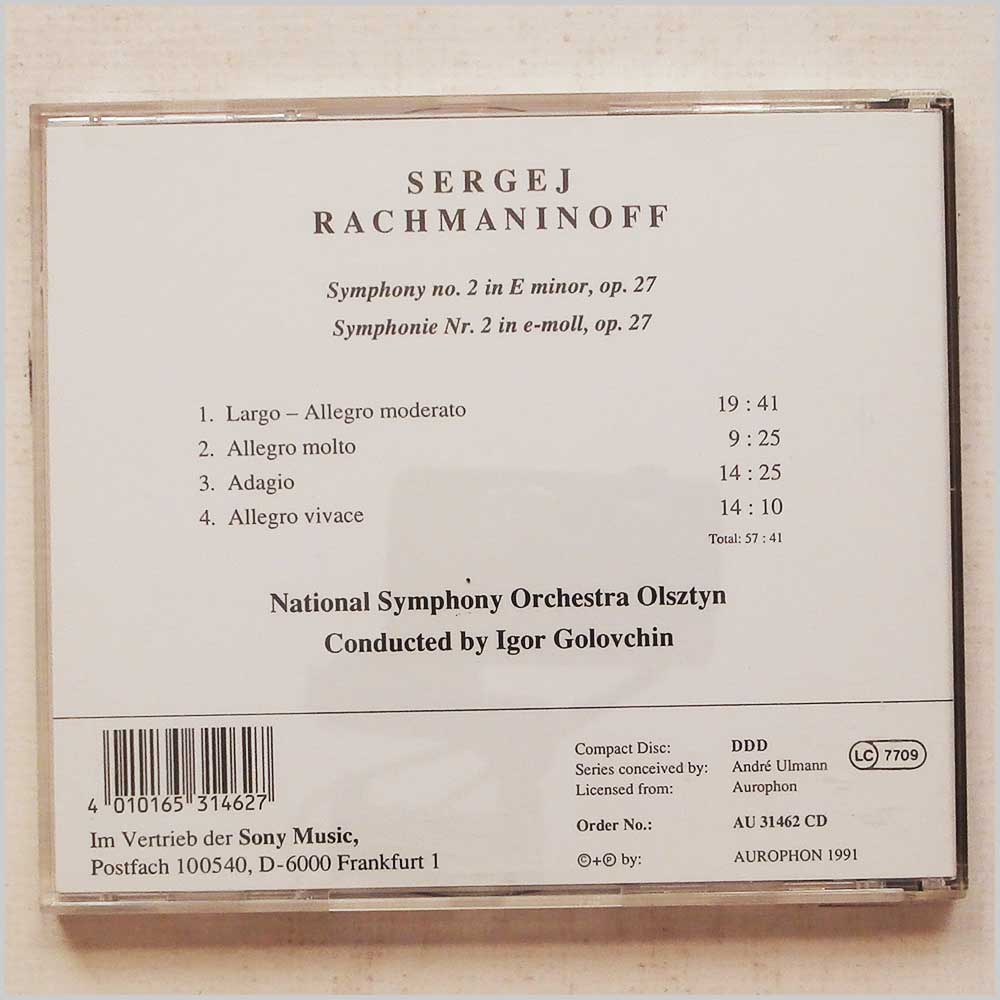 SERGEJ
RACHMANINOFF
Symphony no. 2 in E minor, op. 27
Symphonie Nr. 2 in e-moll, op. 27
1. Largo – Allegro moderato 19 : 41
2. Allegro molto 9 : 25
3. Adagio 14 : 25
4. Allegro vivace 14 : 10
Total: 57 : 41
National Symphony Orchestra Olsztyn
Conducted by Igor Golovchin
4 010165 314627
Im Vertrieb der Sony Music,
Postfach 100540, D-6000 Frankfurt 1
Compact Disc: DDD
Series conceived by: André Ulmann
Licensed from: Aurophon
Order No.: AU 31462 CD
©+℗ by: AUROPHON 1991
LC 7709